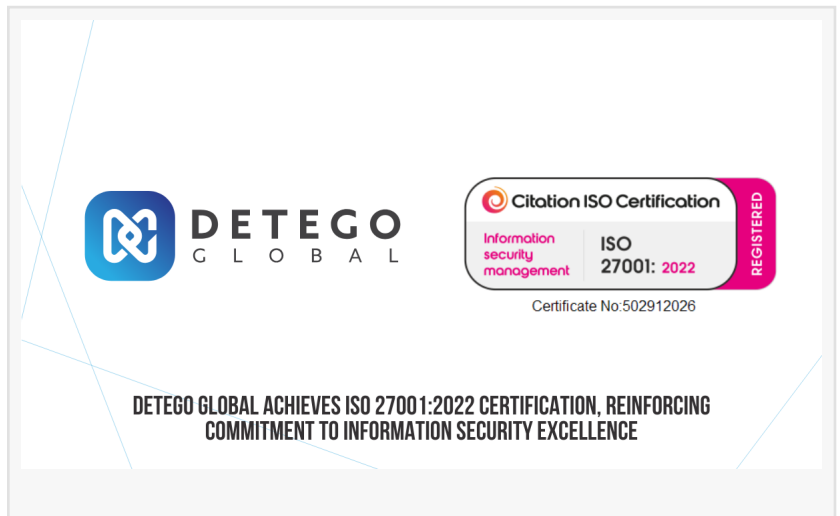 DETEGO
GLOBAL
Citation ISO Certification
Information
security
management
ISO
27001: 2022
REGISTERED
Certificate No:502912026
DETEGO GLOBAL ACHIEVES ISO 27001:2022 CERTIFICATION, REINFORCING
COMMITMENT TO INFORMATION SECURITY EXCELLENCE